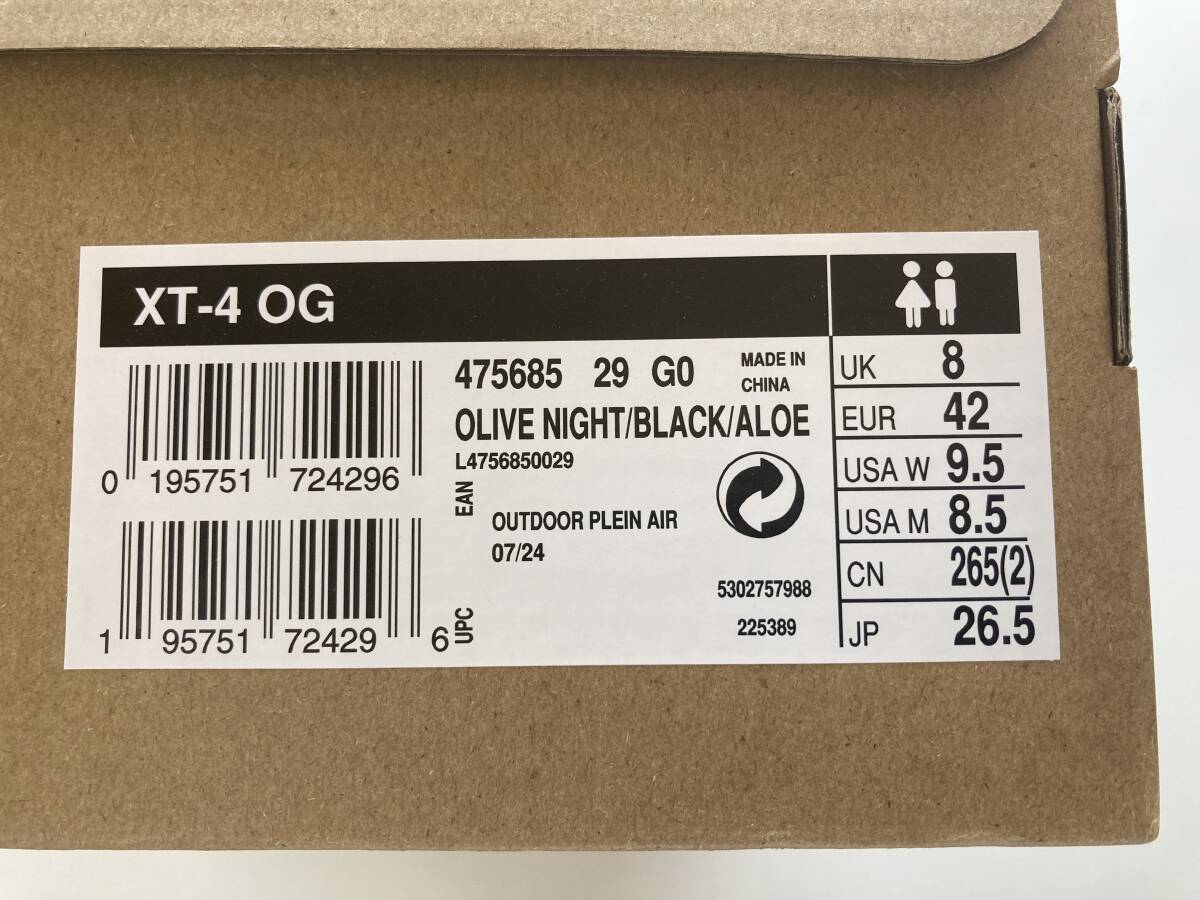 XT-4 OG
0 195751 724296
1 95751 72429 6
EAN
UPC
475685 29 G0
MADE IN
CHINA
OLIVE NIGHT/BLACK/ALOE
L4756850029
OUTDOOR PLEIN AIR
07/24
5302757988
225389
UK 8
EUR 42
USA W 9.5
USA M 8.5
CN 265(2)
JP 26.5